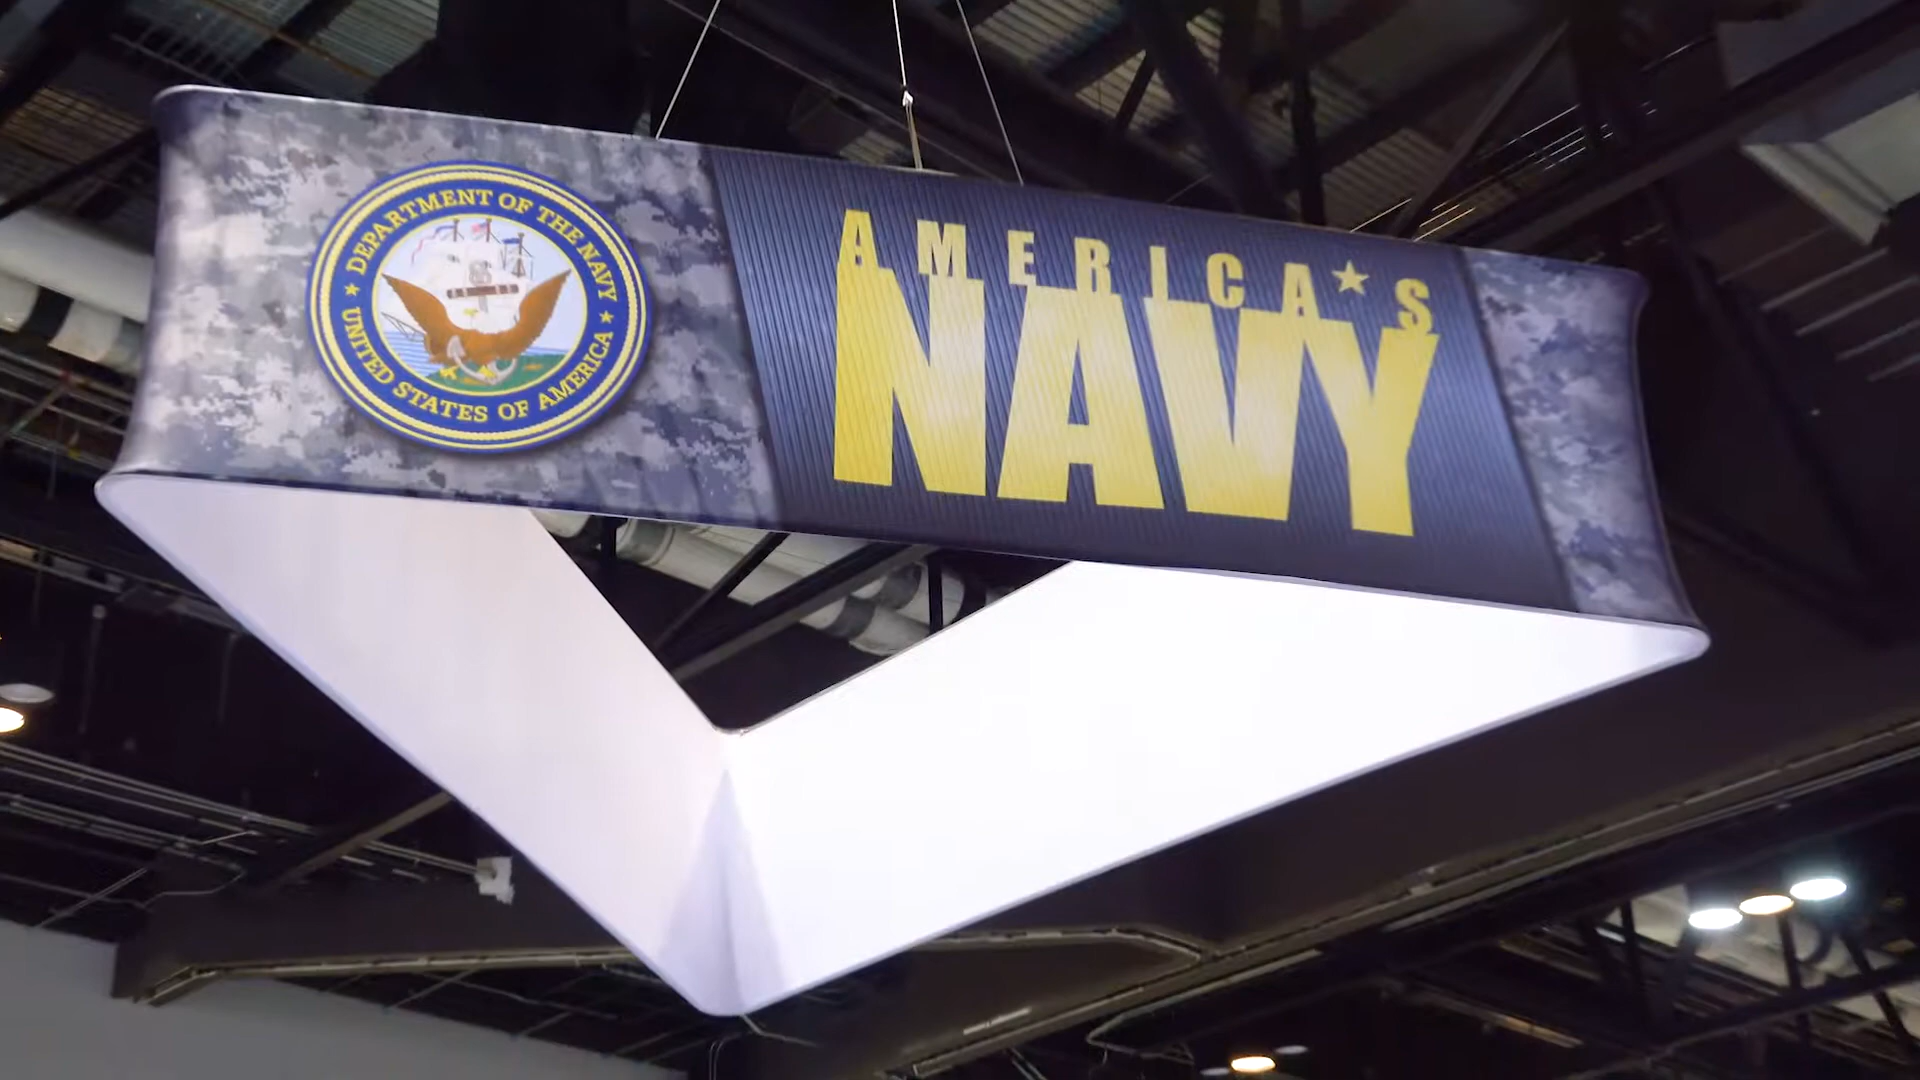 DEPARTMENT OF THE NAVY
UNITED STATES OF AMERICA
AMERICA★S
NAVY